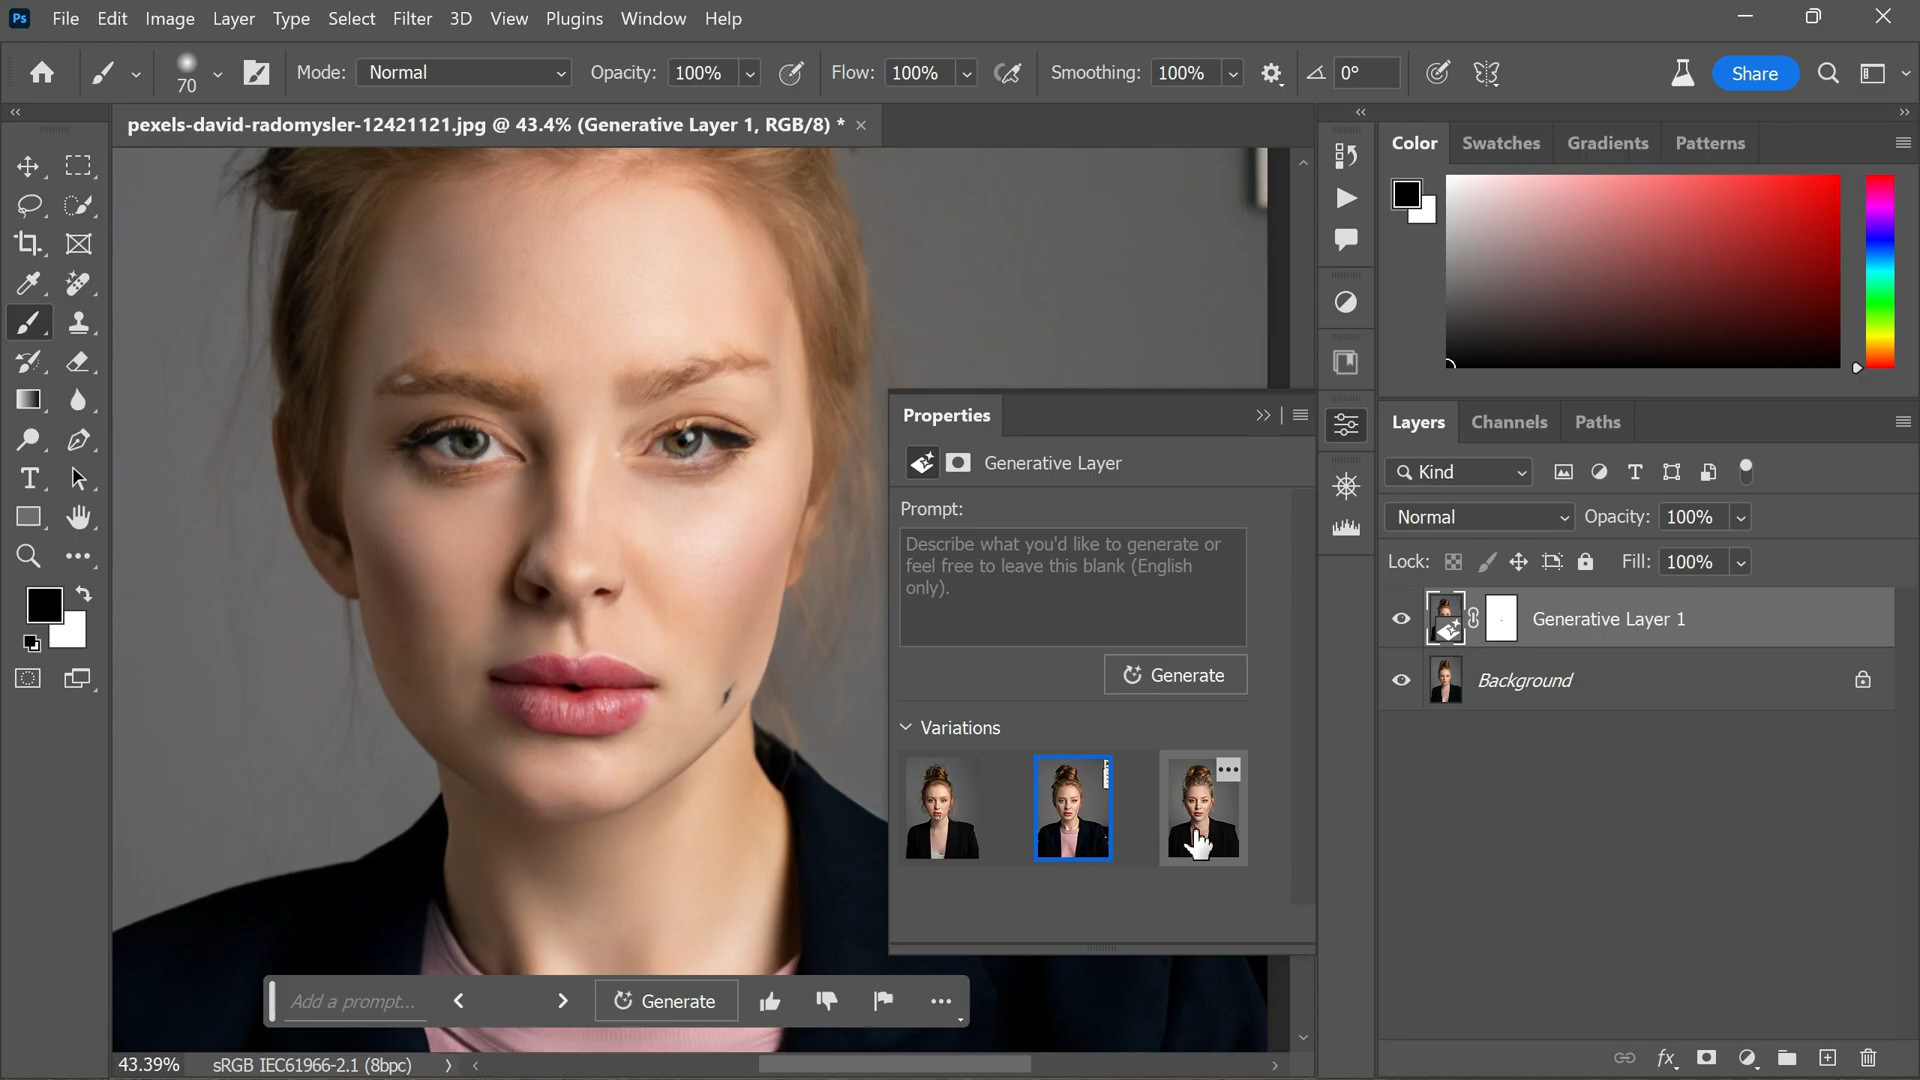 Ps File Edit Image Layer Type Select Filter 3D View Plugins Window Help
70 Mode: Normal Opacity: 100% Flow: 100% Smoothing: 100% 0° Share
pexels-david-radomysler-12421121.jpg @ 43.4% (Generative Layer 1, RGB/8) *
Color Swatches Gradients Patterns
Properties
Generative Layer
Prompt:
Describe what you'd like to generate or
feel free to leave this blank (English
only).
Generate
Variations
Layers Channels Paths
Kind
Normal Opacity: 100%
Lock: Fill: 100%
Generative Layer 1
Background
Add a prompt... Generate
43.39% sRGB IEC61966-2.1 (8bpc)
fx